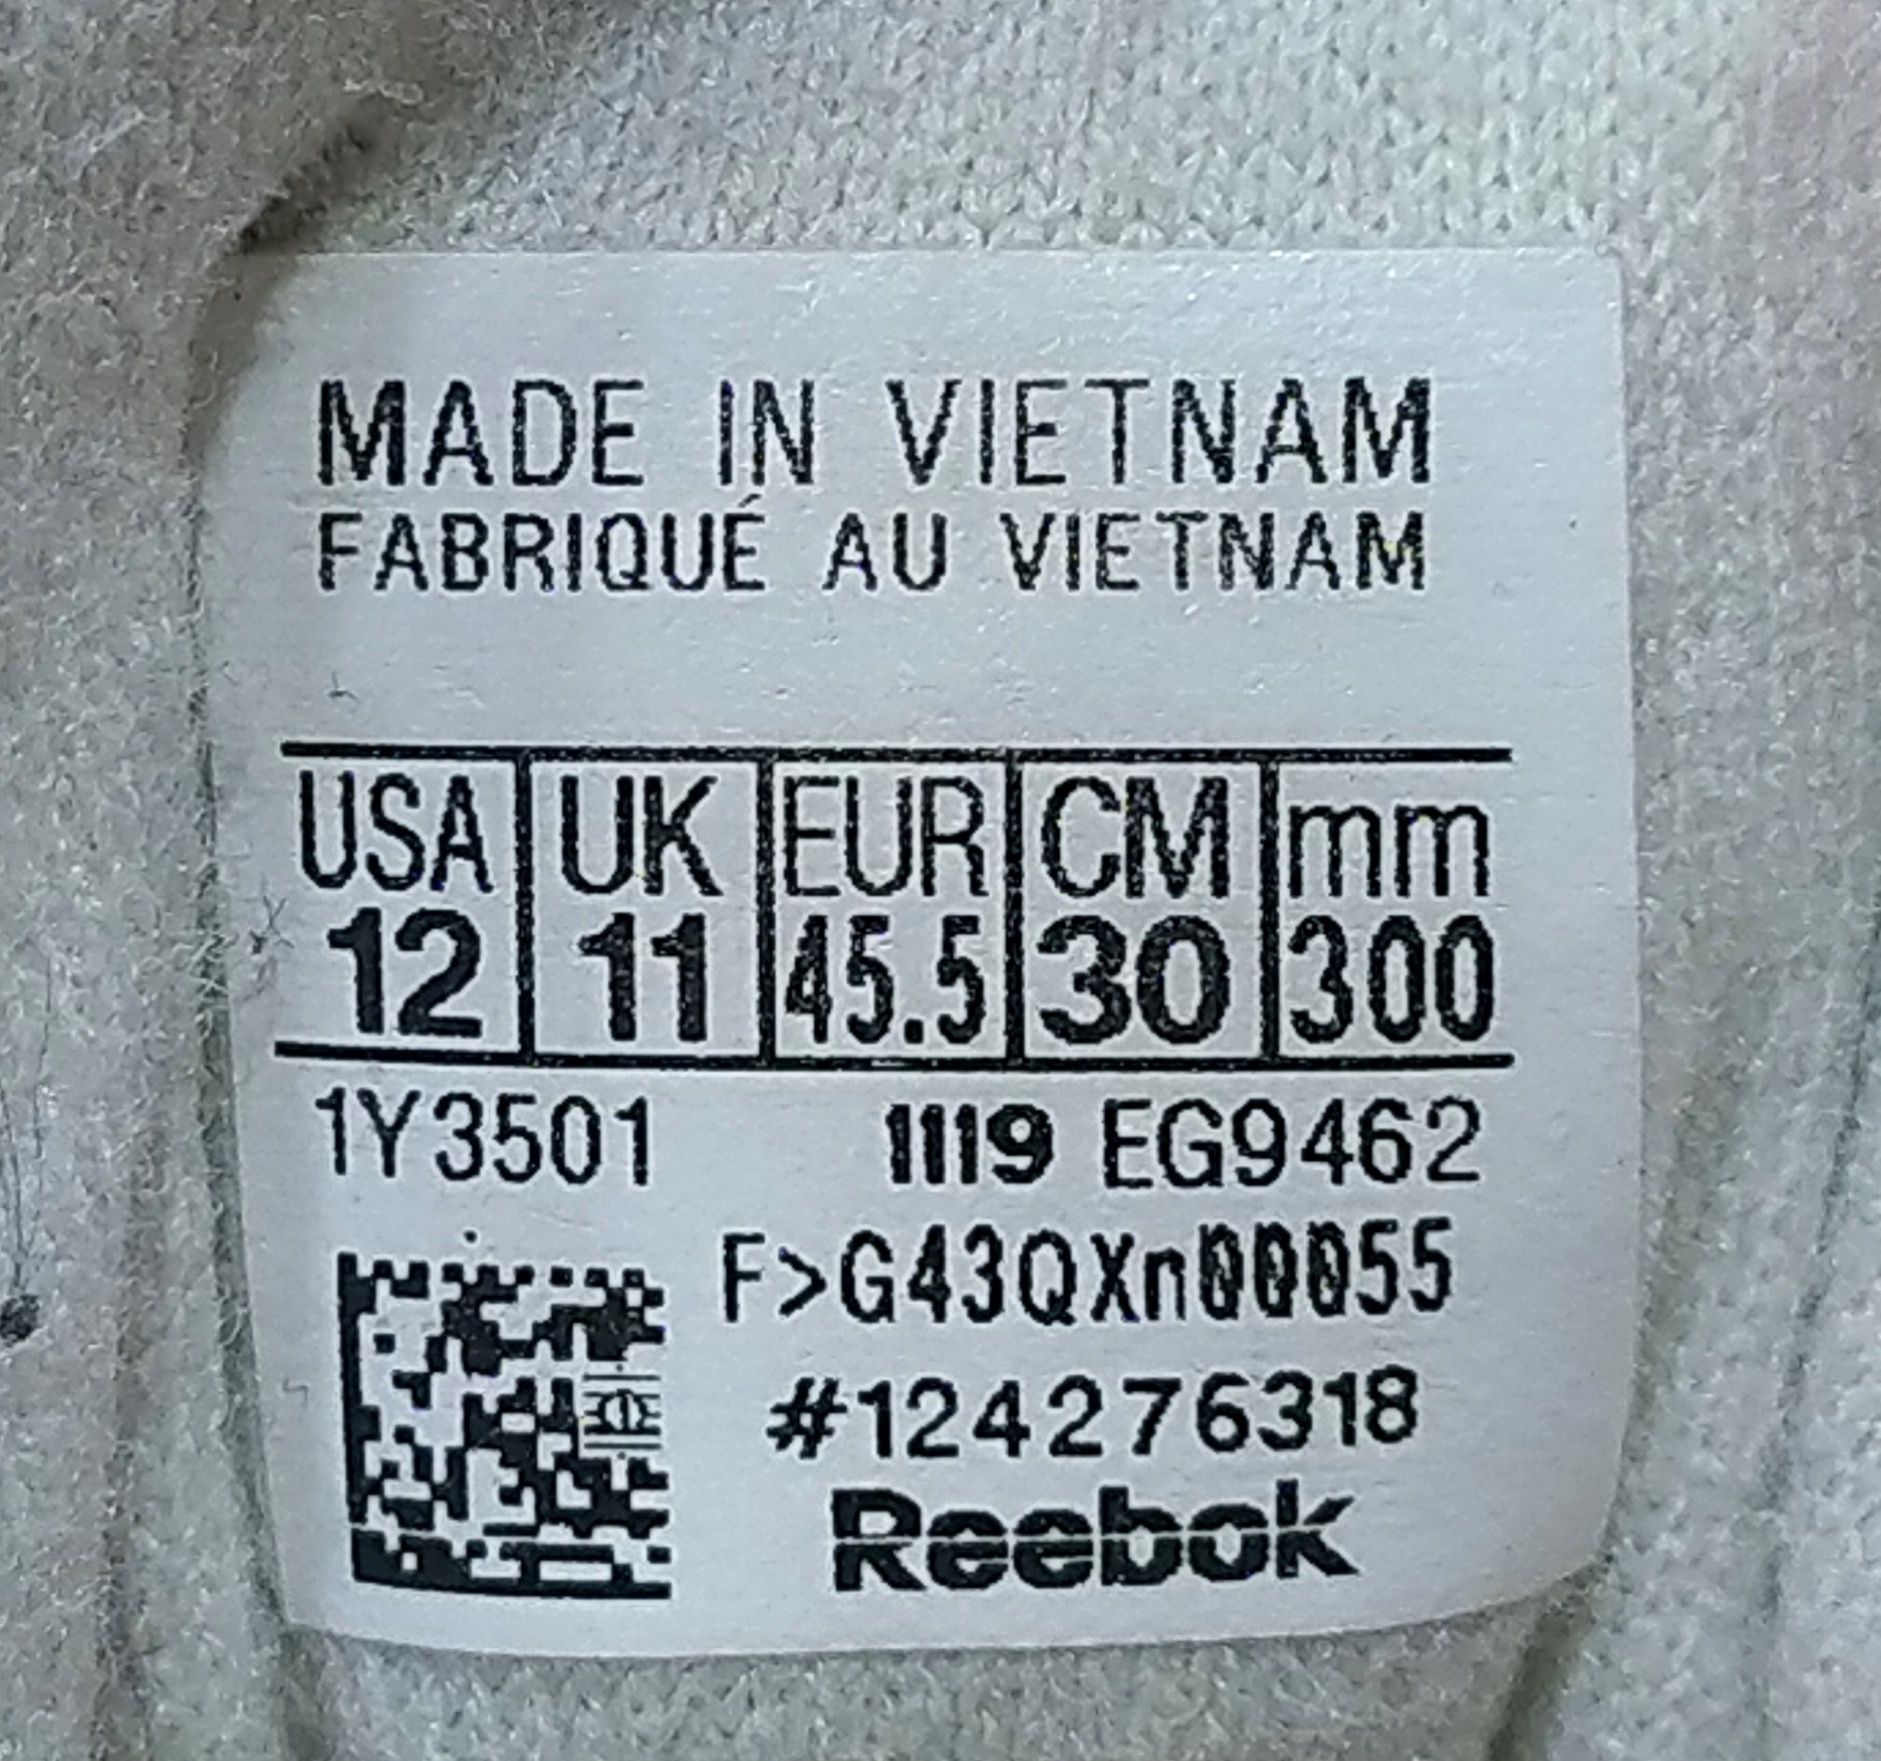 MADE IN VIETNAM
FABRIQUÉ AU VIETNAM
USA UK EUR CM mm
12 11 45.5 30 300
1Y3501 1119 EG9462
F>G43QXn00055
#124276318
Reebok